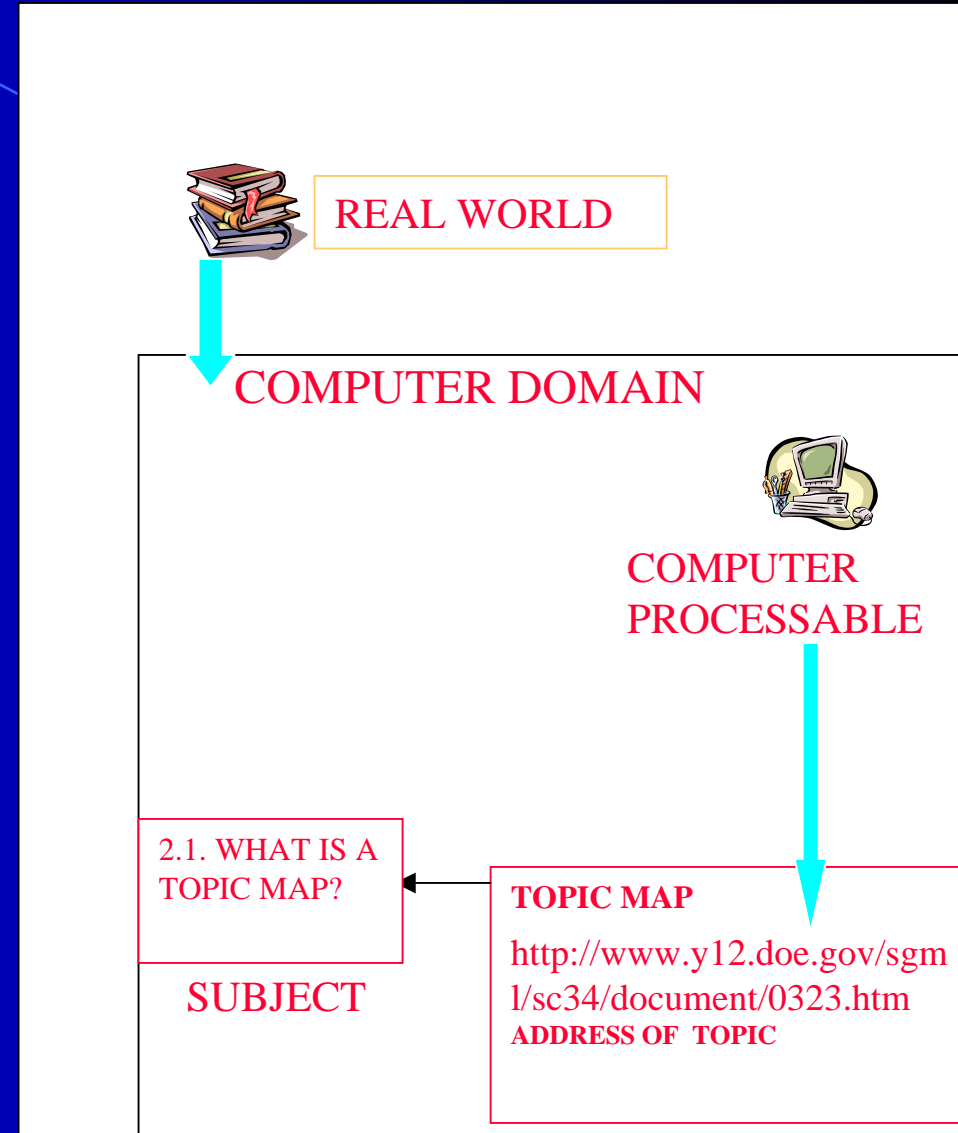 REAL WORLD
COMPUTER DOMAIN
COMPUTER
PROCESSABLE
2.1. WHAT IS A
TOPIC MAP?
SUBJECT
TOPIC MAP
http://www.y12.doe.gov/sgm
l/sc34/document/0323.htm
ADDRESS OF TOPIC